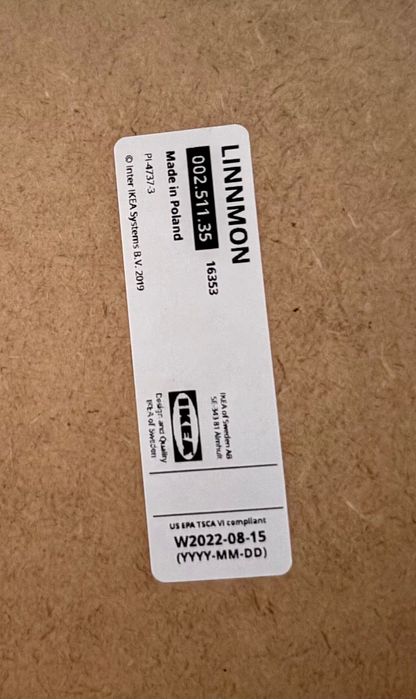 LINNMON
002.511.35 16353
Made in Poland
PI-4737-3
© Inter IKEA Systems B.V. 2019
IKEA of Sweden AB
SE-343 81 Älmhult
IKEA
Design and Quality
IKEA of Sweden
US EPA TSCA VI compliant
W2022-08-15
(YYYY-MM-DD)